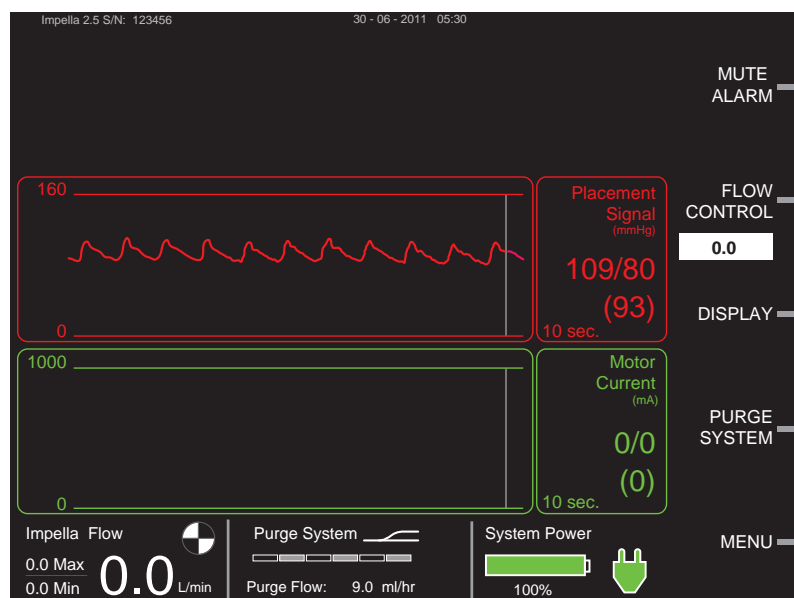 Impella 2.5 S/N: 123456
30 - 06 - 2011 05:30
MUTE
ALARM
160
0
Placement
Signal
(mmHg)
109/80
(93)
10 sec.
FLOW
CONTROL
0.0
DISPLAY
1000
0
Motor
Current
(mA)
0/0
(0)
10 sec.
PURGE
SYSTEM
Impella Flow
0.0 Max
0.0 Min
0.0 L/min
Purge System
Purge Flow: 9.0 ml/hr
System Power
100%
MENU